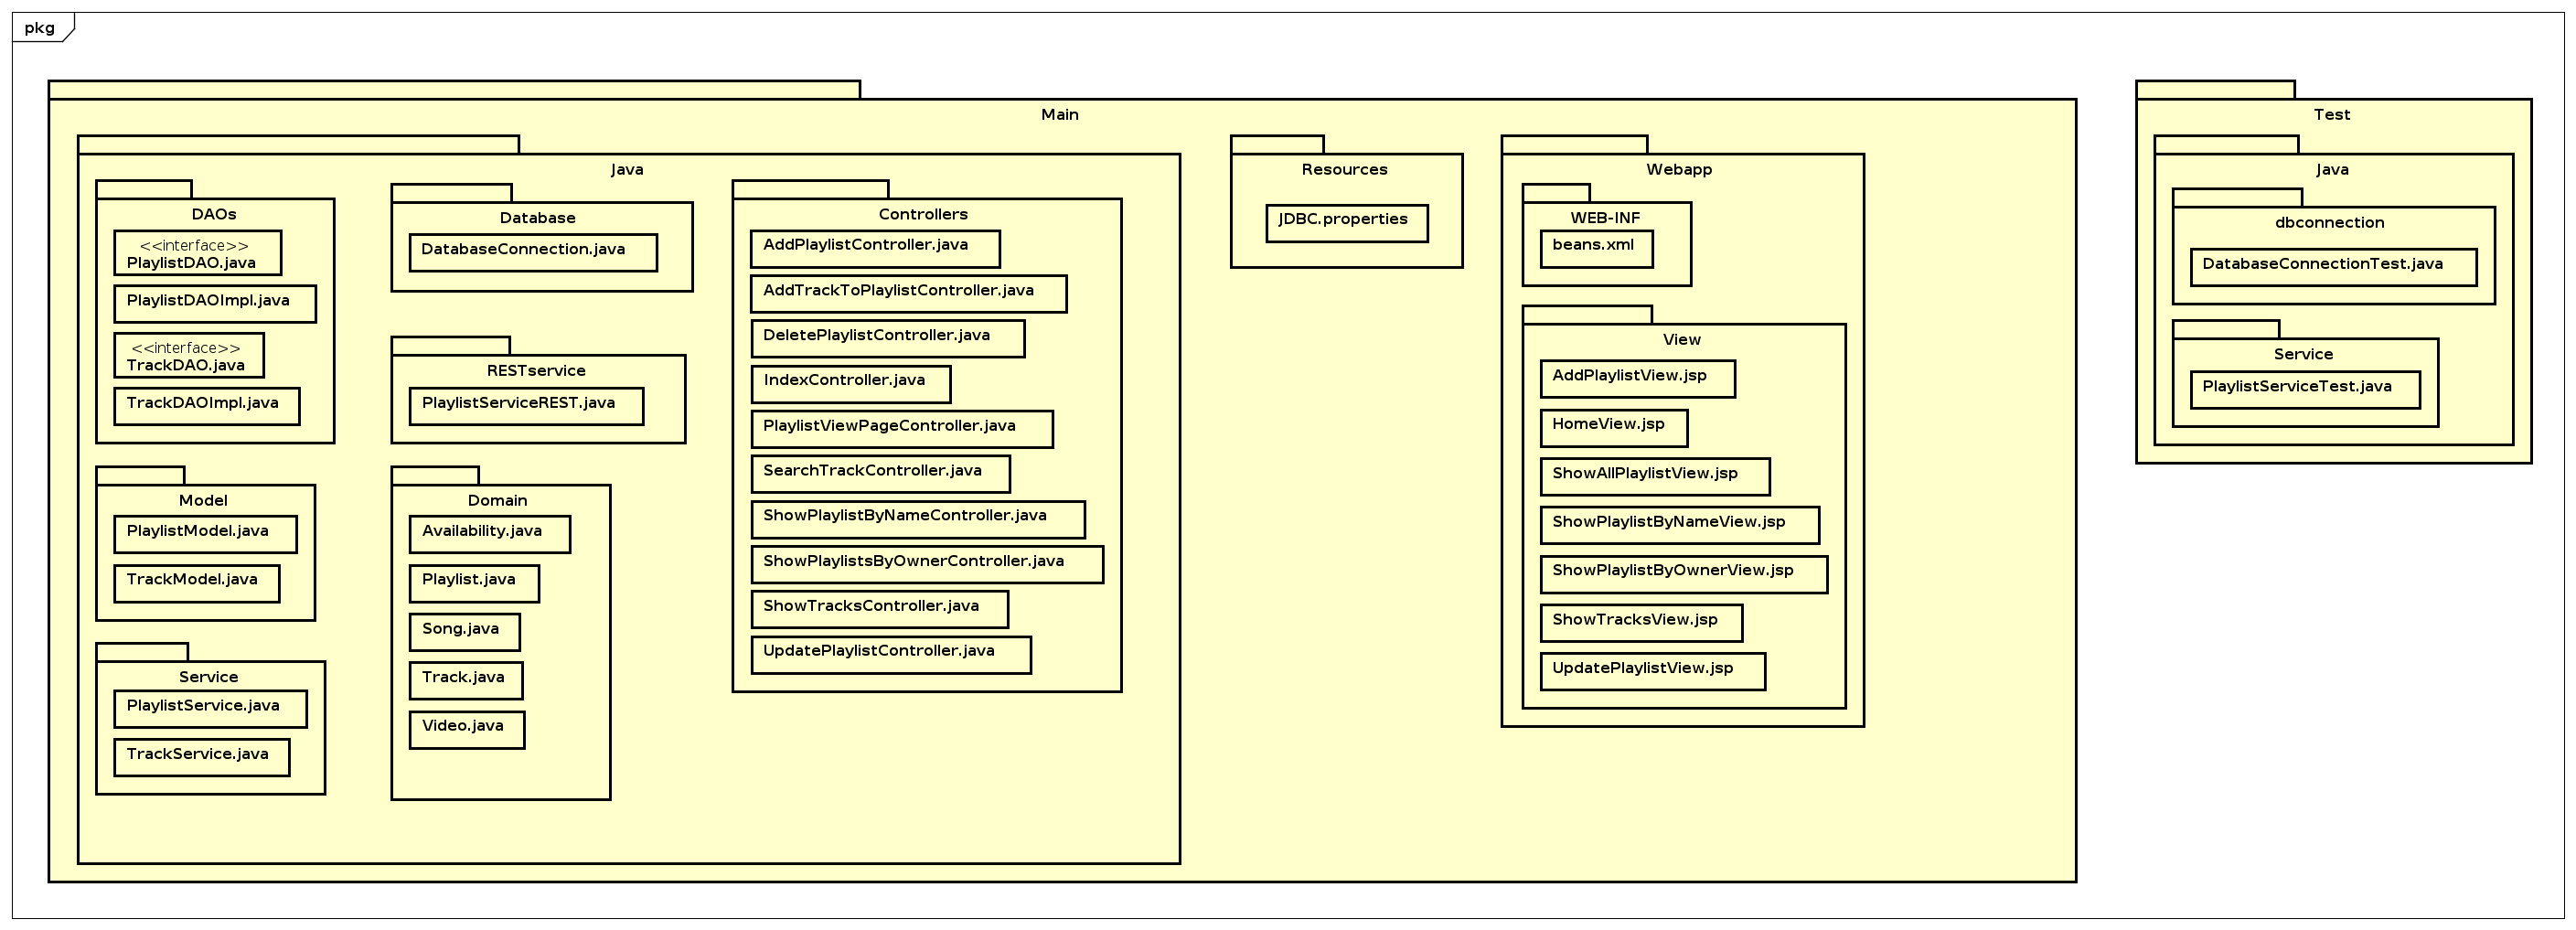 pkg
Main
Java
DAOs
<<interface>>
PlaylistDAO.java
PlaylistDAOImpl.java
<<interface>>
TrackDAO.java
TrackDAOImpl.java
Model
PlaylistModel.java
TrackModel.java
Service
PlaylistService.java
TrackService.java
Database
DatabaseConnection.java
RESTservice
PlaylistServiceREST.java
Domain
Availability.java
Playlist.java
Song.java
Track.java
Video.java
Controllers
AddPlaylistController.java
AddTrackToPlaylistController.java
DeletePlaylistController.java
IndexController.java
PlaylistViewPageController.java
SearchTrackController.java
ShowPlaylistByNameController.java
ShowPlaylistsByOwnerController.java
ShowTracksController.java
UpdatePlaylistController.java
Resources
JDBC.properties
Webapp
WEB-INF
beans.xml
View
AddPlaylistView.jsp
HomeView.jsp
ShowAllPlaylistView.jsp
ShowPlaylistByNameView.jsp
ShowPlaylistByOwnerView.jsp
ShowTracksView.jsp
UpdatePlaylistView.jsp
Test
Java
dbconnection
DatabaseConnectionTest.java
Service
PlaylistServiceTest.java